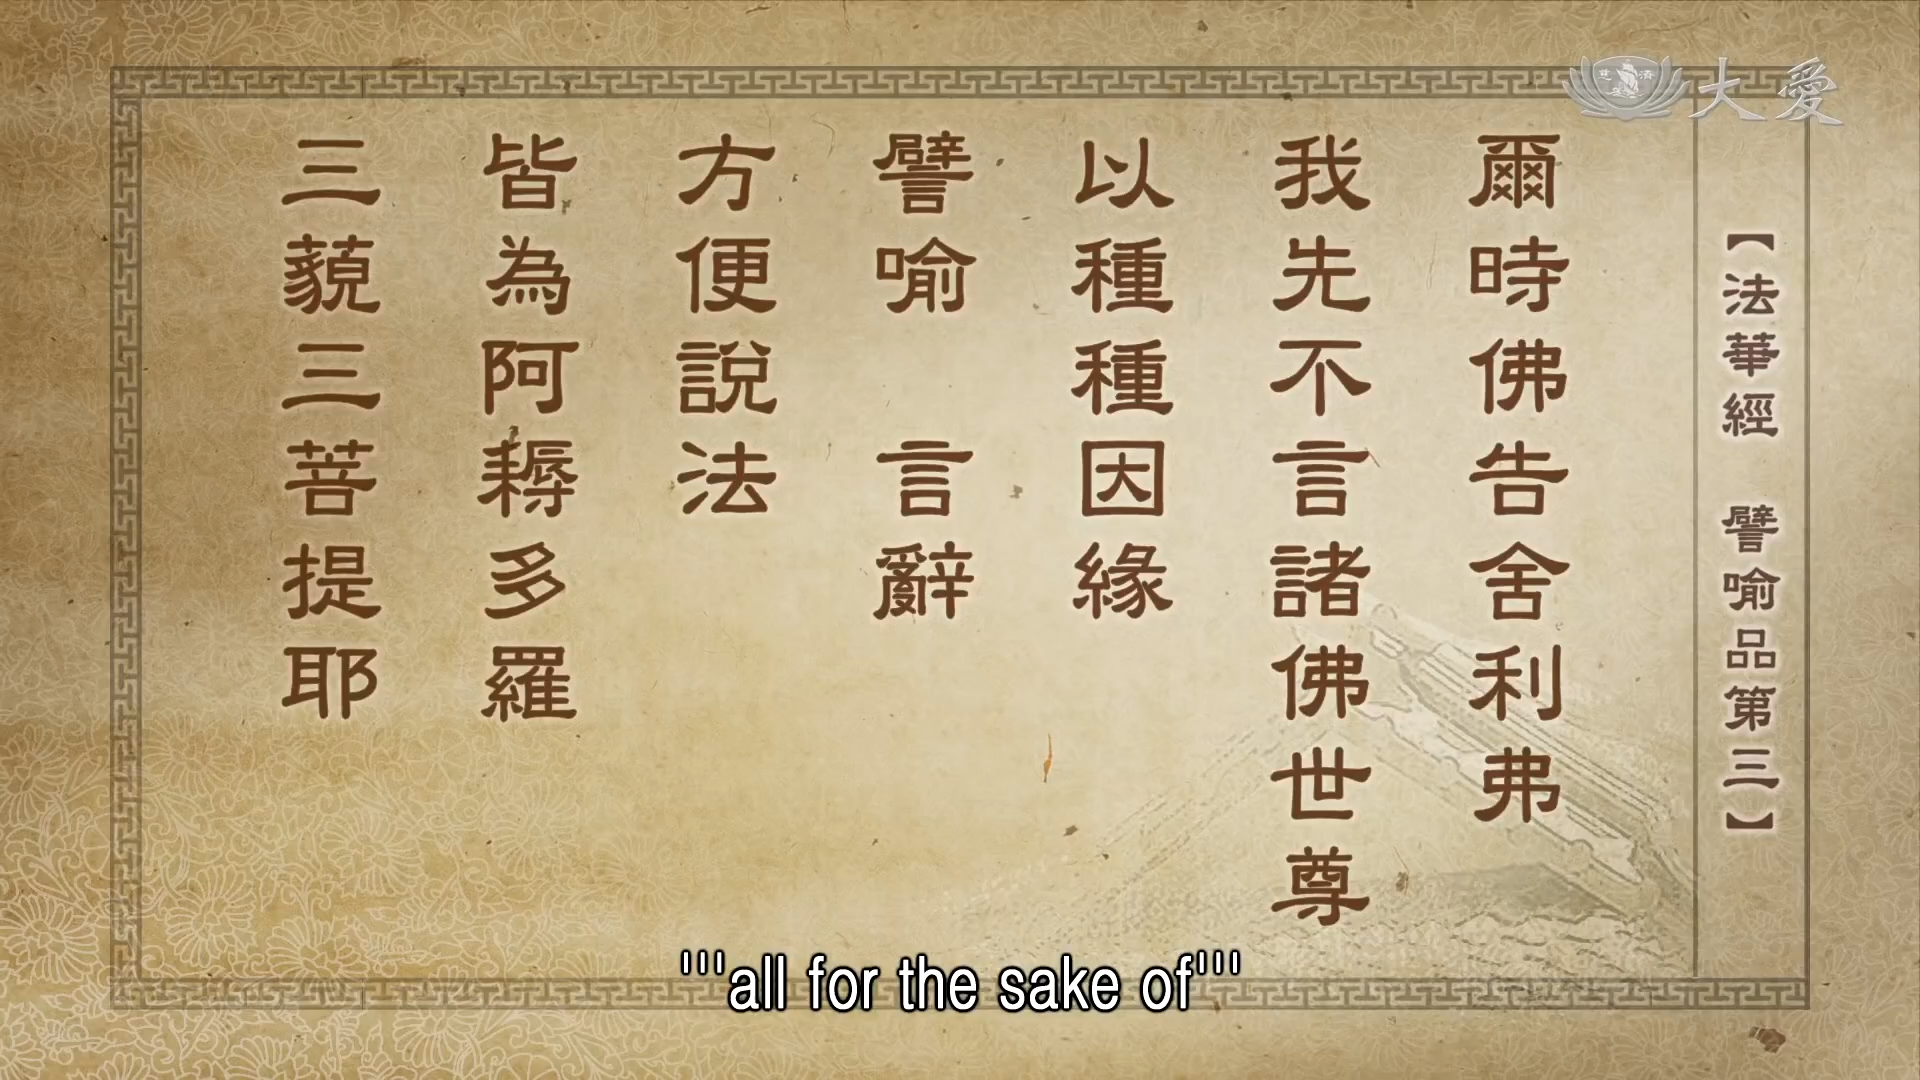 大愛
【法華經 譬喻品第三】
爾時佛告舍利弗
我先不言諸佛世尊
以種種因緣
譬喻 言辭
方便說法
皆為阿耨多羅
三藐三菩提耶
'''all for the sake of'''